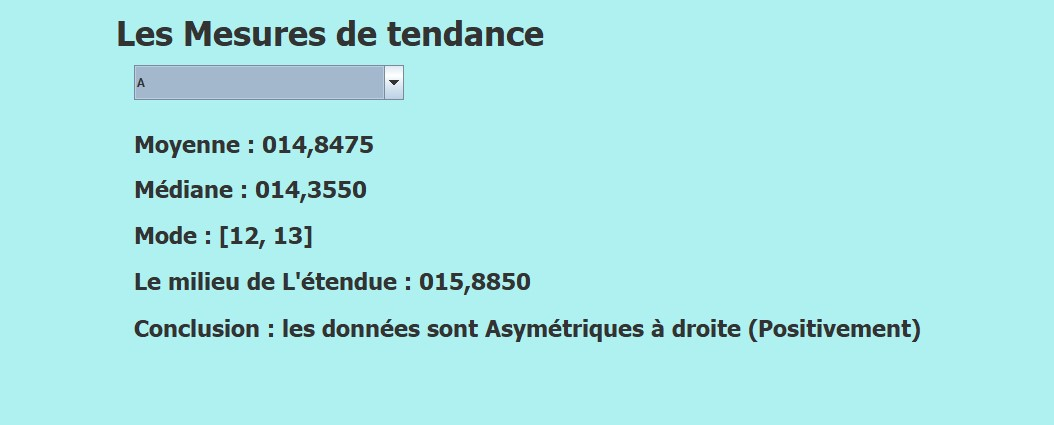 Les Mesures de tendance
A
Moyenne : 014,8475
Médiane : 014,3550
Mode : [12, 13]
Le milieu de L'étendue : 015,8850
Conclusion : les données sont Asymétriques à droite (Positivement)